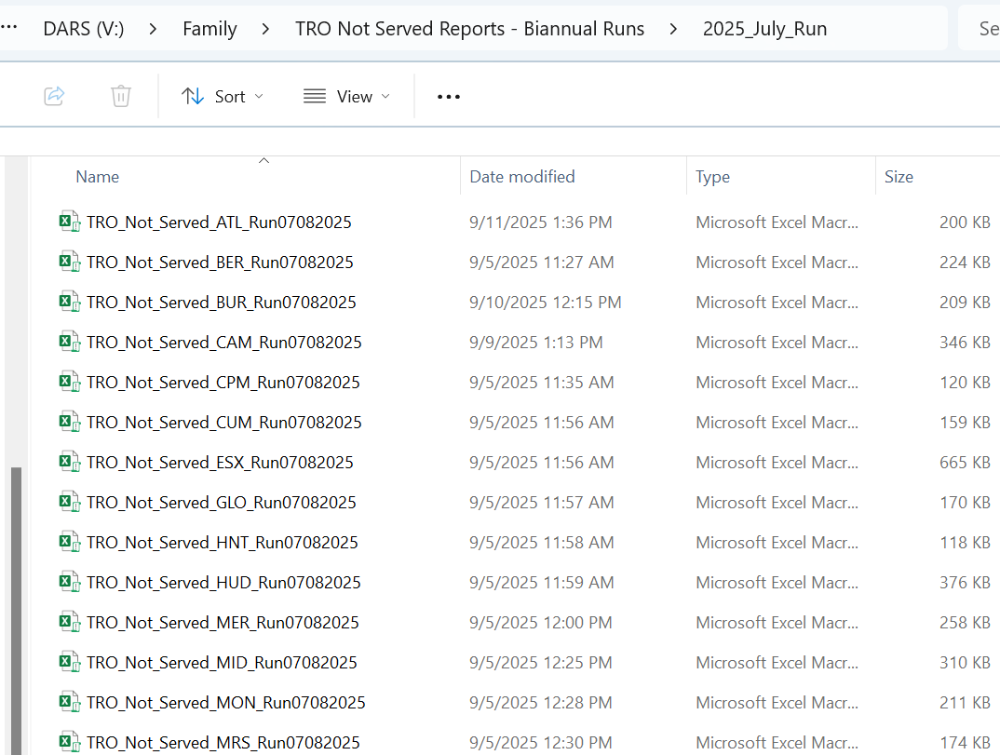 DARS (V:) > Family > TRO Not Served Reports - Biannual Runs > 2025_July_Run Se
Sort View
Name Date modified Type Size
TRO_Not_Served_ATL_Run07082025 9/11/2025 1:36 PM Microsoft Excel Macr... 200 KB
TRO_Not_Served_BER_Run07082025 9/5/2025 11:27 AM Microsoft Excel Macr... 224 KB
TRO_Not_Served_BUR_Run07082025 9/10/2025 12:15 PM Microsoft Excel Macr... 209 KB
TRO_Not_Served_CAM_Run07082025 9/9/2025 1:13 PM Microsoft Excel Macr... 346 KB
TRO_Not_Served_CPM_Run07082025 9/5/2025 11:35 AM Microsoft Excel Macr... 120 KB
TRO_Not_Served_CUM_Run07082025 9/5/2025 11:56 AM Microsoft Excel Macr... 159 KB
TRO_Not_Served_ESX_Run07082025 9/5/2025 11:56 AM Microsoft Excel Macr... 665 KB
TRO_Not_Served_GLO_Run07082025 9/5/2025 11:57 AM Microsoft Excel Macr... 170 KB
TRO_Not_Served_HNT_Run07082025 9/5/2025 11:58 AM Microsoft Excel Macr... 118 KB
TRO_Not_Served_HUD_Run07082025 9/5/2025 11:59 AM Microsoft Excel Macr... 376 KB
TRO_Not_Served_MER_Run07082025 9/5/2025 12:00 PM Microsoft Excel Macr... 258 KB
TRO_Not_Served_MID_Run07082025 9/5/2025 12:25 PM Microsoft Excel Macr... 310 KB
TRO_Not_Served_MON_Run07082025 9/5/2025 12:28 PM Microsoft Excel Macr... 211 KB
TRO_Not_Served_MRS_Run07082025 9/5/2025 12:30 PM Microsoft Excel Macr... 174 KB